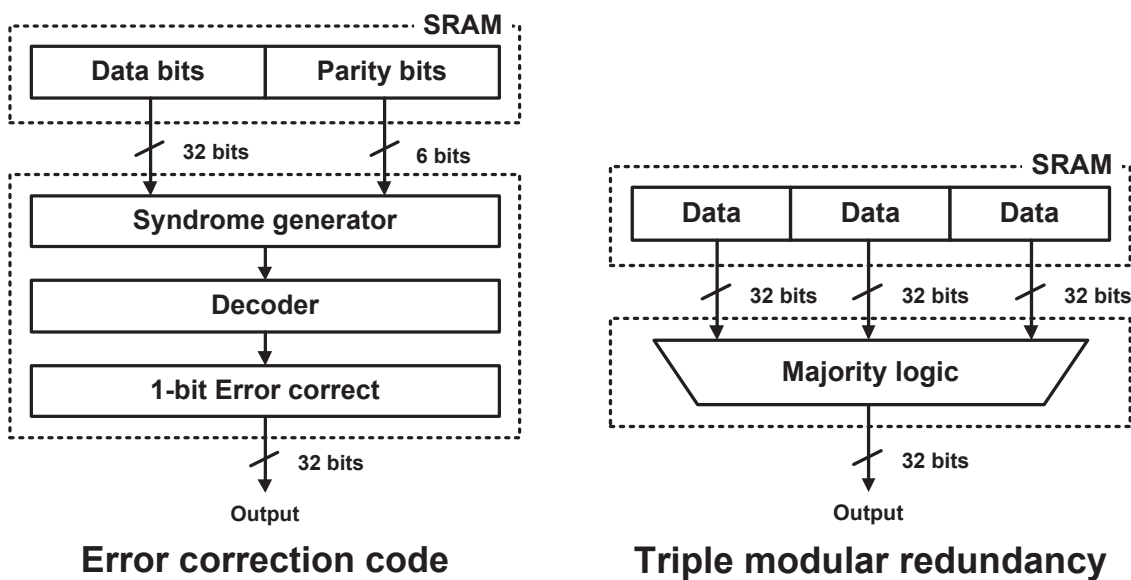 SRAM
Data bits
Parity bits
32 bits
6 bits
Syndrome generator
Decoder
1-bit Error correct
32 bits
Output
Error correction code
SRAM
Data
Data
Data
32 bits
32 bits
32 bits
Majority logic
32 bits
Output
Triple modular redundancy